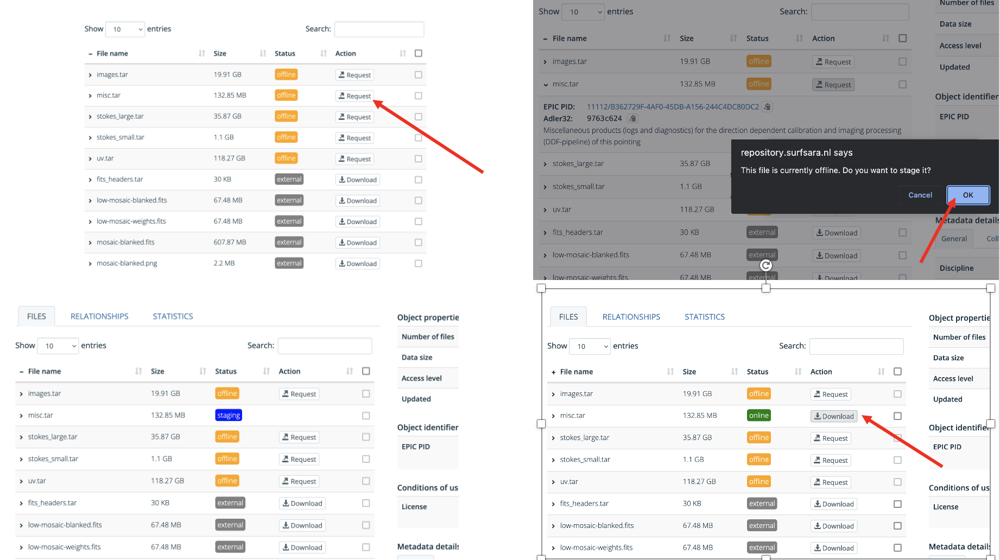 Show 10 entries Search:
File name Size Status Action
images.tar 19.91 GB offline Request
misc.tar 132.85 MB offline Request
stokes_large.tar 35.87 GB offline Request
stokes_small.tar 1.1 GB offline Request
uv.tar 118.27 GB offline Request
fits_headers.tar 30 KB external Download
low-mosaic-blanked.fits 67.48 MB external Download
low-mosaic-weights.fits 67.48 MB external Download
mosaic-blanked.fits 607.87 MB external Download
mosaic-blanked.png 2.2 MB external Download
Number of files
Show 10 entries Search:
Data size
File name Size Status Action
Access level
images.tar 19.91 GB offline Request
Updated
misc.tar 132.85 MB offline Request
Object identifier
EPIC PID: 11112/B362729F-4AF0-45DB-A156-244C4DC80DC2
EPIC PID
Adler32: 9763c624
Miscellaneous products (logs and diagnostics) for the direction dependent calibration and imaging processing
(DDF-pipeline) of this pointing
repository.surfsara.nl says
This file is currently offline. Do you want to stage it?
Cancel OK
stokes_large.tar 35.87 GB
stokes_small.tar 1.1 GB
uv.tar 118.27 GB
Metadata details
fits_headers.tar 30 KB external Download
General Coll
low-mosaic-blanked.fits 67.48 MB external Download
Discipline
low-mosaic-weights.fits 67.48 MB external Download
FILES RELATIONSHIPS STATISTICS
Show 10 entries Search:
File name Size Status Action
images.tar 19.91 GB offline Request
misc.tar 132.85 MB staging
stokes_large.tar 35.87 GB offline Request
stokes_small.tar 1.1 GB offline Request
uv.tar 118.27 GB offline Request
fits_headers.tar 30 KB external Download
low-mosaic-blanked.fits 67.48 MB external Download
low-mosaic-weights.fits 67.48 MB external Download
Object propertie
Number of files
Data size
Access level
Updated
Object identifier
EPIC PID
Conditions of us
License
Metadata details
FILES RELATIONSHIPS STATISTICS
Show 10 entries Search:
+ File name Size Status Action
images.tar 19.91 GB offline Request
misc.tar 132.85 MB online Download
stokes_large.tar 35.87 GB offline Request
stokes_small.tar 1.1 GB offline Request
uv.tar 118.27 GB offline Request
fits_headers.tar 30 KB external Download
low-mosaic-blanked.fits 67.48 MB external Download
low-mosaic-weights.fits 67.48 MB external Download
Object propertie
Number of files
Data size
Access level
Updated
Object identifier
EPIC PID
Conditions of us
License
Metadata details